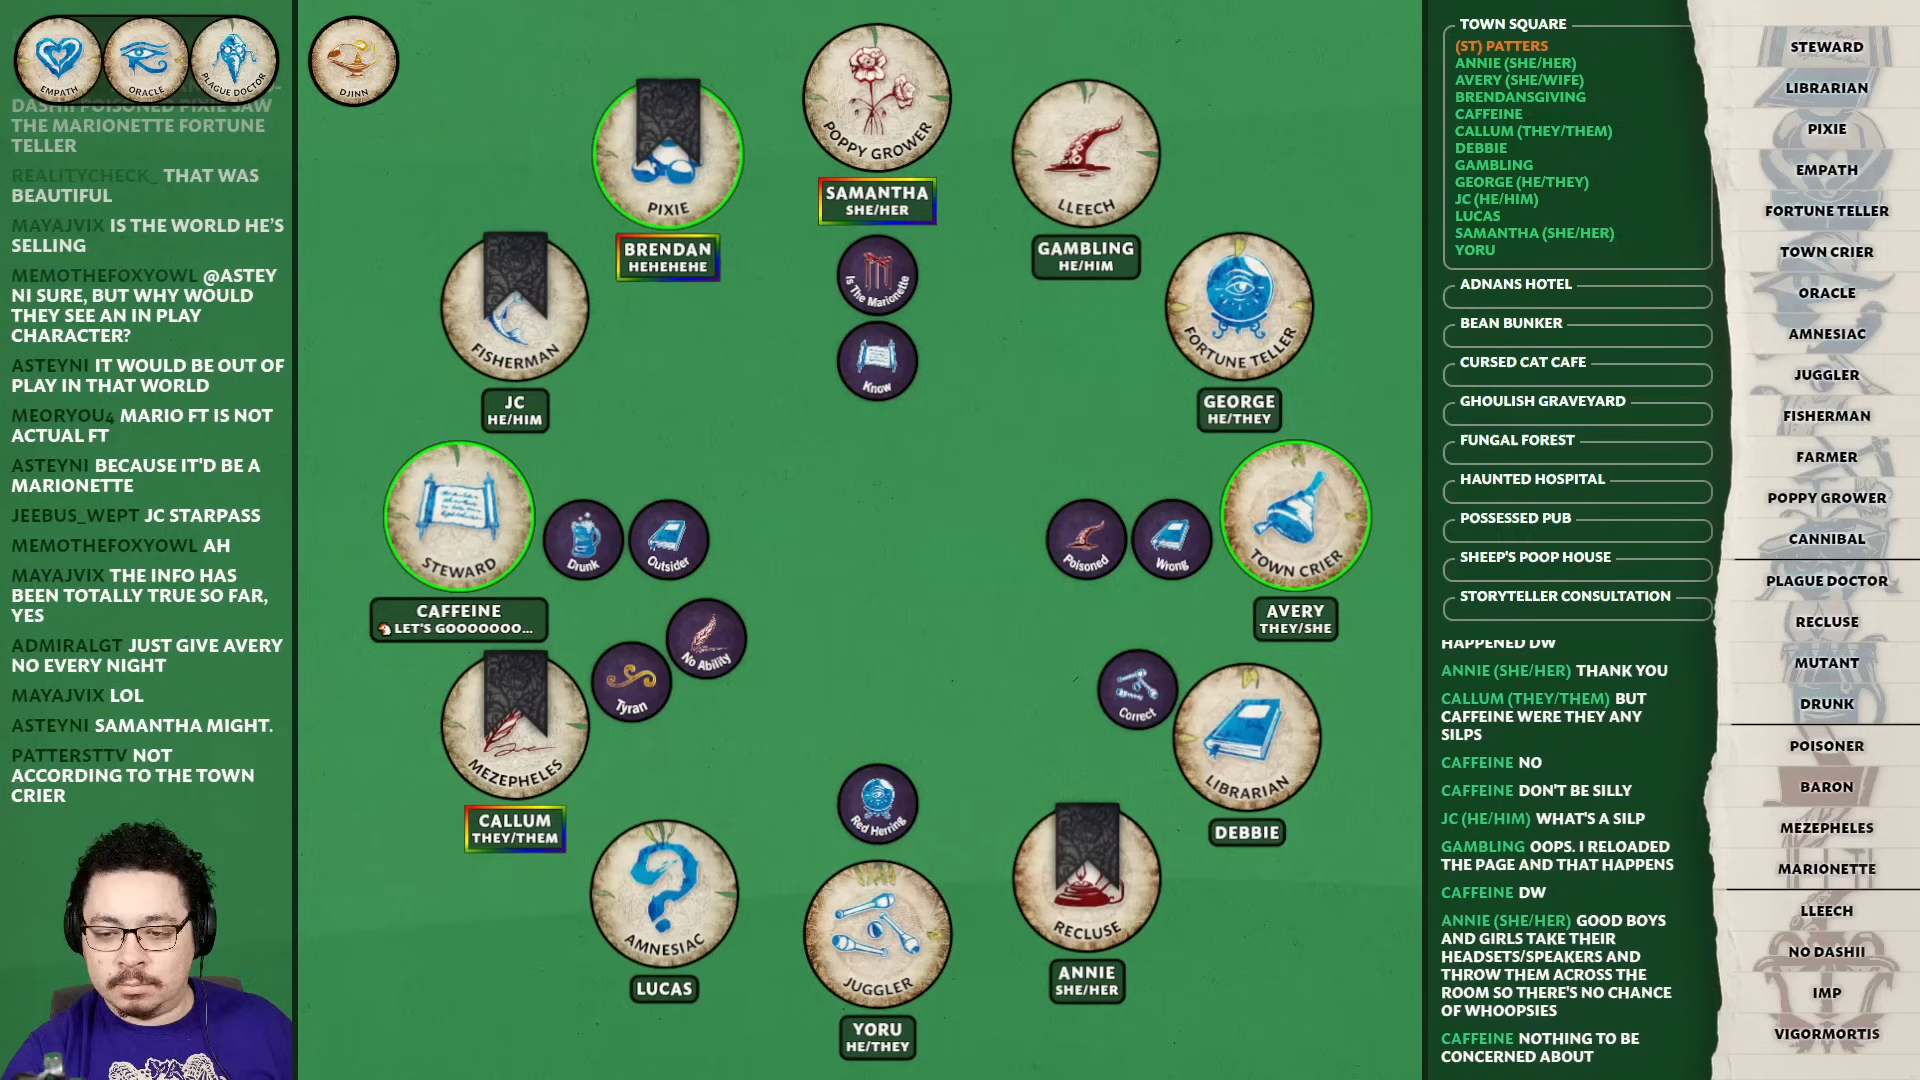 EMPATH
ORACLE
PLAGUE DOCTOR
DJINN
DASHII POISONED PIXIE SAW
THE MARIONETTE FORTUNE
TELLER
REALITYCHECK_ THAT WAS
BEAUTIFUL
MAYAJVIX IS THE WORLD HE'S
SELLING
MEMOTHEFOXYOWL @ASTEY
NI SURE, BUT WHY WOULD
THEY SEE AN IN PLAY
CHARACTER?
ASTEYNI IT WOULD BE OUT OF
PLAY IN THAT WORLD
MEORYOU4 MARIO FT IS NOT
ACTUAL FT
ASTEYNI BECAUSE IT'D BE A
MARIONETTE
JEEBUS_WEPT JC STARPASS
MEMOTHEFOXYOWL AH
MAYAJVIX THE INFO HAS
BEEN TOTALLY TRUE SO FAR,
YES
ADMIRALGT JUST GIVE AVERY
NO EVERY NIGHT
MAYAJVIX LOL
ASTEYNI SAMANTHA MIGHT.
PATTERSTTV NOT
ACCORDING TO THE TOWN
CRIER
POPPY GROWER
SAMANTHA
SHE/HER
Is The Marionette
Know
LLEECH
GAMBLING
HE/HIM
FORTUNE TELLER
GEORGE
HE/THEY
TOWN CRIER
AVERY
THEY/SHE
Poisoned
Wrong
LIBRARIAN
DEBBIE
Correct
RECLUSE
ANNIE
SHE/HER
JUGGLER
YORU
HE/THEY
Red Herring
AMNESIAC
LUCAS
MEZEPHELES
CALLUM
THEY/THEM
Tyran
No Ability
STEWARD
CAFFEINE
LET'S GOOOOOOO...
Drunk
Outsider
FISHERMAN
JC
HE/HIM
PIXIE
BRENDAN
HEHEHEHE
TOWN SQUARE
(ST) PATTERS
ANNIE (SHE/HER)
AVERY (SHE/WIFE)
BRENDANSGIVING
CAFFEINE
CALLUM (THEY/THEM)
DEBBIE
GAMBLING
GEORGE (HE/THEY)
JC (HE/HIM)
LUCAS
SAMANTHA (SHE/HER)
YORU
ADNANS HOTEL
BEAN BUNKER
CURSED CAT CAFE
GHOULISH GRAVEYARD
FUNGAL FOREST
HAUNTED HOSPITAL
POSSESSED PUB
SHEEP'S POOP HOUSE
STORYTELLER CONSULTATION
HAPPENED DW
ANNIE (SHE/HER) THANK YOU
CALLUM (THEY/THEM) BUT
CAFFEINE WERE THEY ANY
SILPS
CAFFEINE NO
CAFFEINE DON'T BE SILLY
JC (HE/HIM) WHAT'S A SILP
GAMBLING OOPS. I RELOADED
THE PAGE AND THAT HAPPENS
CAFFEINE DW
ANNIE (SHE/HER) GOOD BOYS
AND GIRLS TAKE THEIR
HEADSETS/SPEAKERS AND
THROW THEM ACROSS THE
ROOM SO THERE'S NO CHANCE
OF WHOOPSIES
CAFFEINE NOTHING TO BE
CONCERNED ABOUT
STEWARD
LIBRARIAN
PIXIE
EMPATH
FORTUNE TELLER
TOWN CRIER
ORACLE
AMNESIAC
JUGGLER
FISHERMAN
FARMER
POPPY GROWER
CANNIBAL
PLAGUE DOCTOR
RECLUSE
MUTANT
DRUNK
POISONER
BARON
MEZEPHELES
MARIONETTE
LLEECH
NO DASHII
IMP
VIGORMORTIS